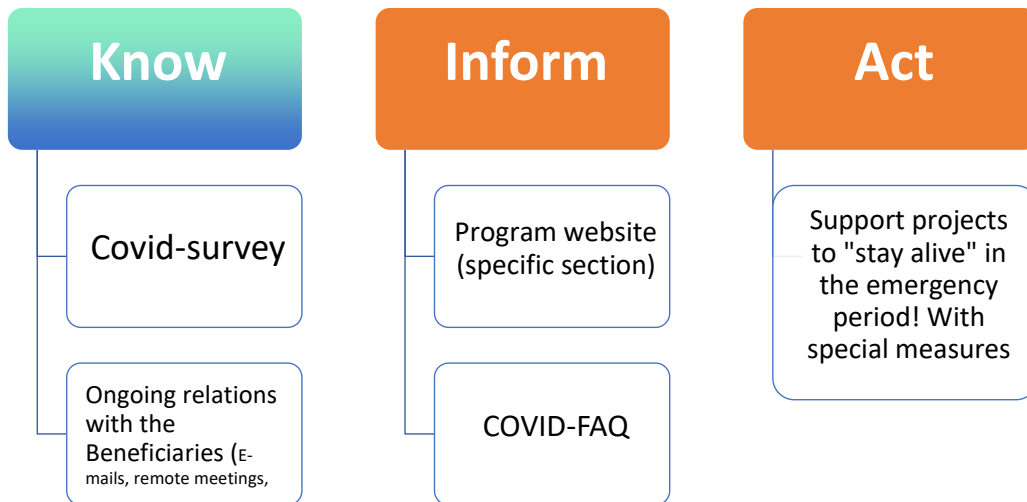 Know
Covid-survey
Ongoing relations
with the
Beneficiaries (E-
mails, remote meetings,
Inform
Program website
(specific section)
COVID-FAQ
Act
Support projects
to "stay alive" in
the emergency
period! With
special measures